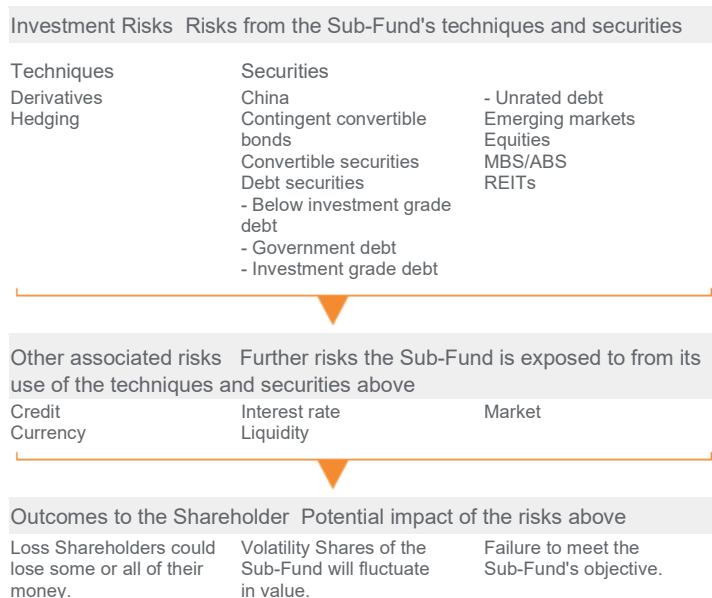 Investment Risks Risks from the Sub-Fund's techniques and securities
Techniques
Derivatives
Hedging
Securities
China
Contingent convertible
bonds
Convertible securities
Debt securities
- Below investment grade
debt
- Government debt
- Investment grade debt
- Unrated debt
Emerging markets
Equities
MBS/ABS
REITs
Other associated risks Further risks the Sub-Fund is exposed to from its
use of the techniques and securities above
Credit
Currency
Interest rate
Liquidity
Market
Outcomes to the Shareholder Potential impact of the risks above
Loss Shareholders could
lose some or all of their
money.
Volatility Shares of the
Sub-Fund will fluctuate
in value.
Failure to meet the
Sub-Fund's objective.